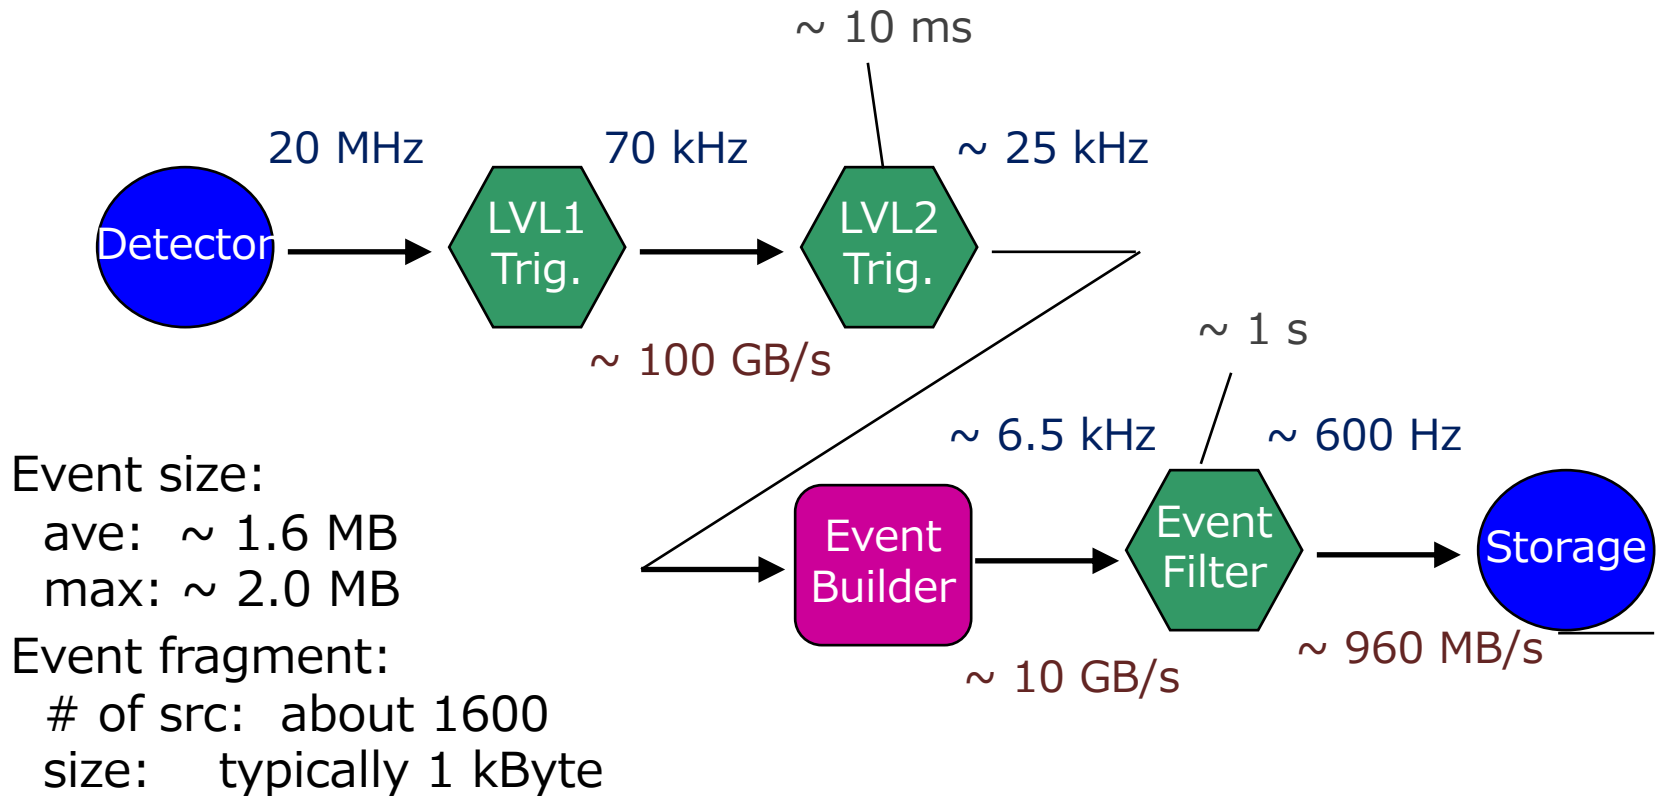 ~ 10 ms
20 MHz
70 kHz
~ 25 kHz
Detector
LVL1
Trig.
LVL2
Trig.
~ 100 GB/s
~ 1 s
~ 6.5 kHz
~ 600 Hz
Event
Builder
Event
Filter
Storage
~ 10 GB/s
~ 960 MB/s
Event size:
ave: ~ 1.6 MB
max: ~ 2.0 MB
Event fragment:
# of src: about 1600
size: typically 1 kByte